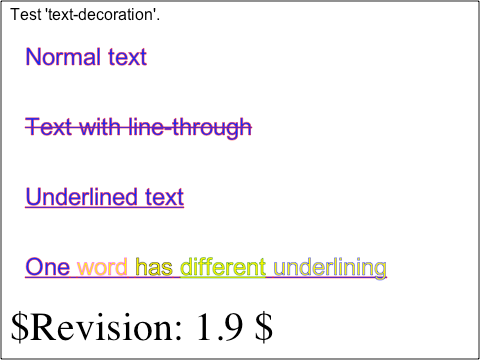 Test 'text-decoration'.
Normal text
Text with line-through
Underlined text
One word has different underlining
$Revision: 1.9 $